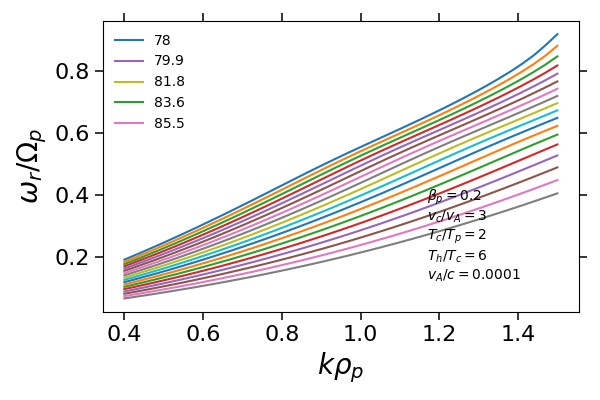 78
79.9
81.8
83.6
85.5
0.8
0.6
0.4
0.2
ω_r/Ω_p
β_p = 0.2
v_c/v_A = 3
T_c/T_p = 2
T_h/T_c = 6
v_A/c = 0.0001
0.4 0.6 0.8 1.0 1.2 1.4
kρ_p